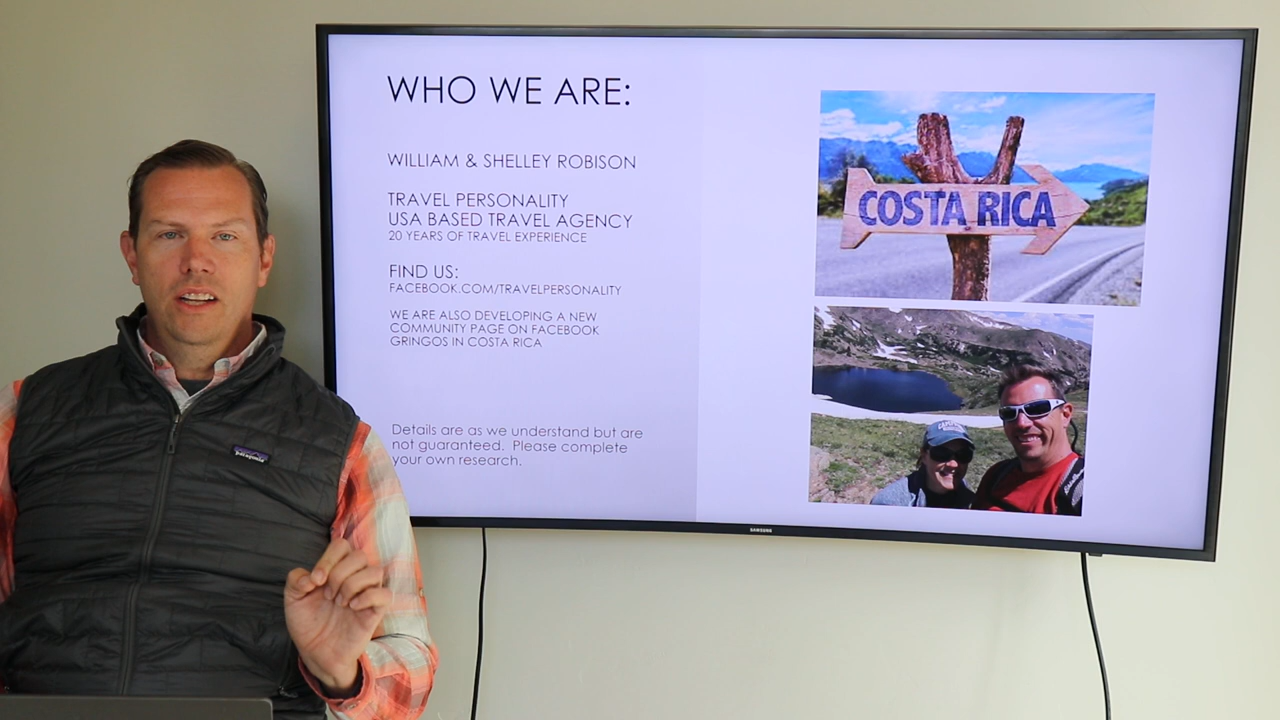 WHO WE ARE:
WILLIAM & SHELLEY ROBISON
TRAVEL PERSONALITY
USA BASED TRAVEL AGENCY
20 YEARS OF TRAVEL EXPERIENCE
FIND US:
FACEBOOK.COM/TRAVELPERSONALITY
WE ARE ALSO DEVELOPING A NEW
COMMUNITY PAGE ON FACEBOOK
GRINGOS IN COSTA RICA
Details are as we understand but are
not guaranteed. Please complete
your own research.
COSTA RICA
SAMSUNG
patagonia